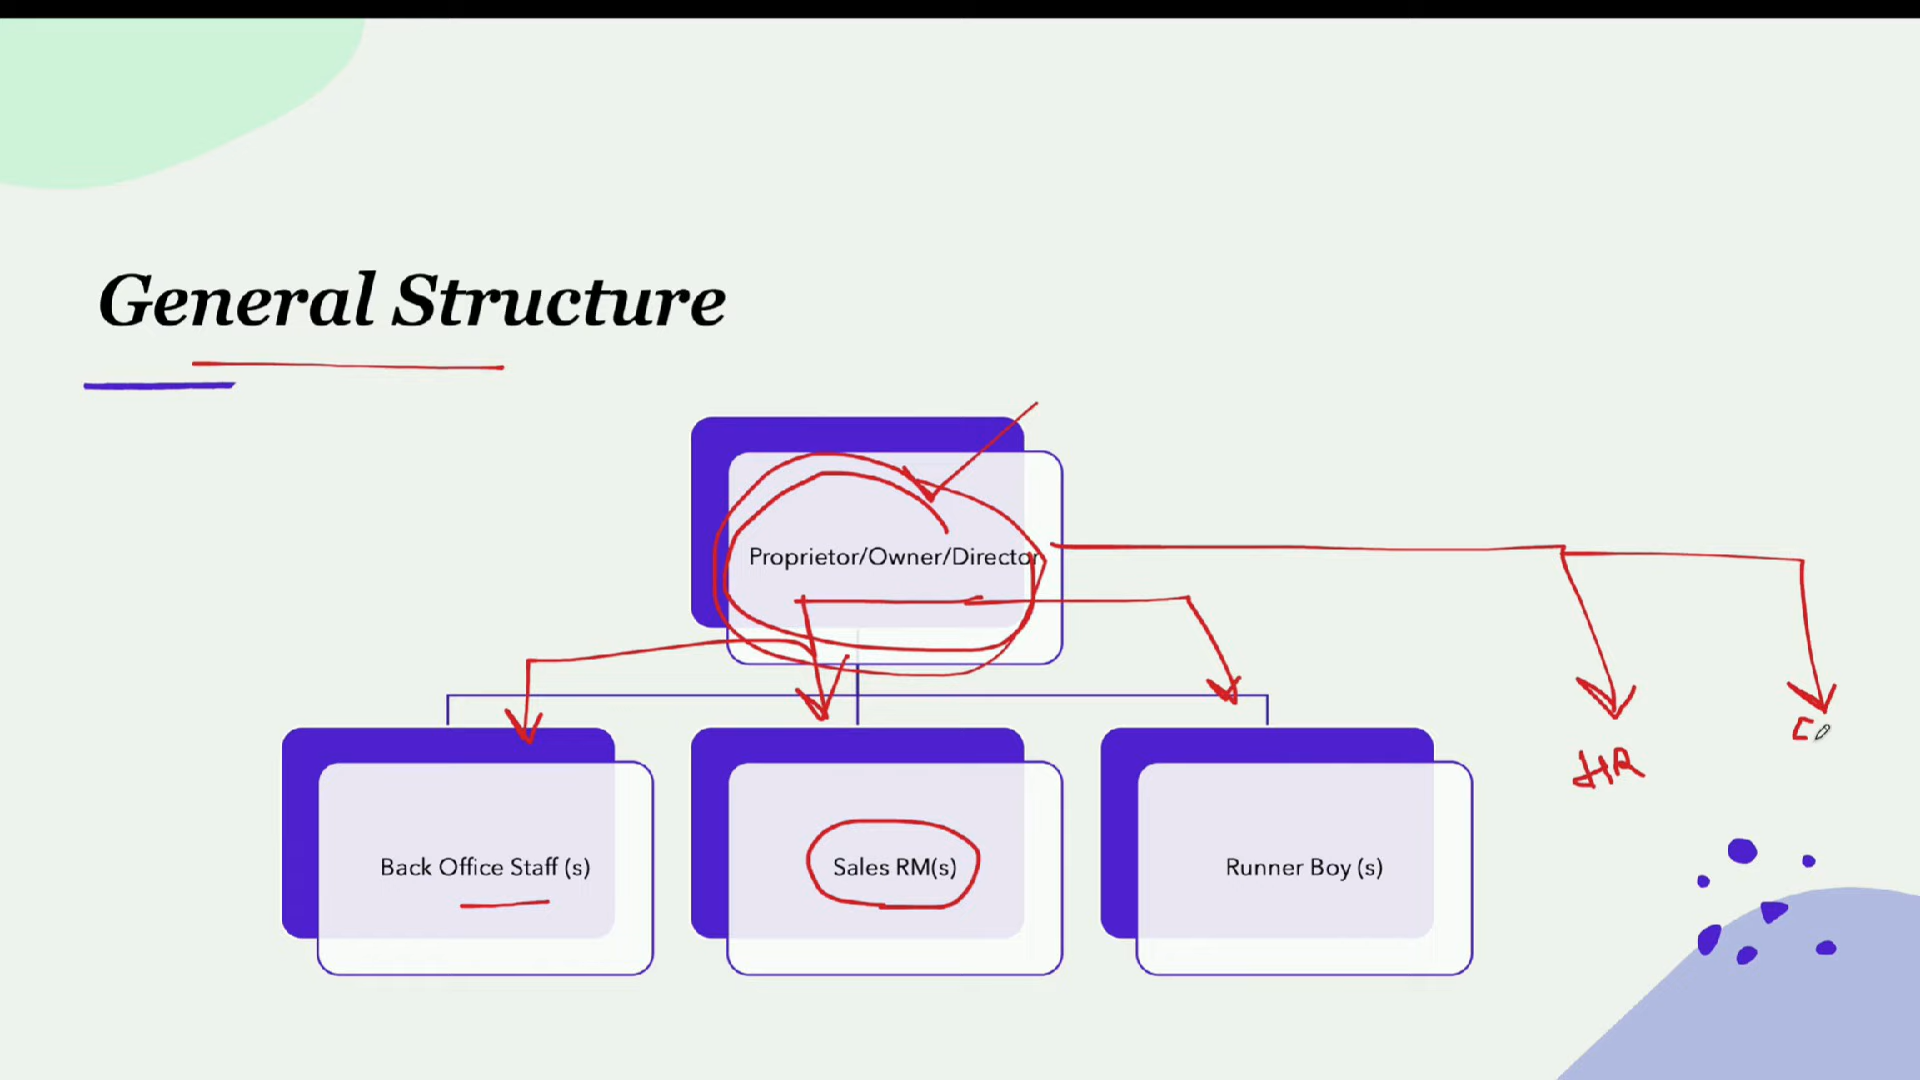 General Structure
Proprietor/Owner/Director
Back Office Staff (s)
Sales RM(s)
Runner Boy (s)
HR